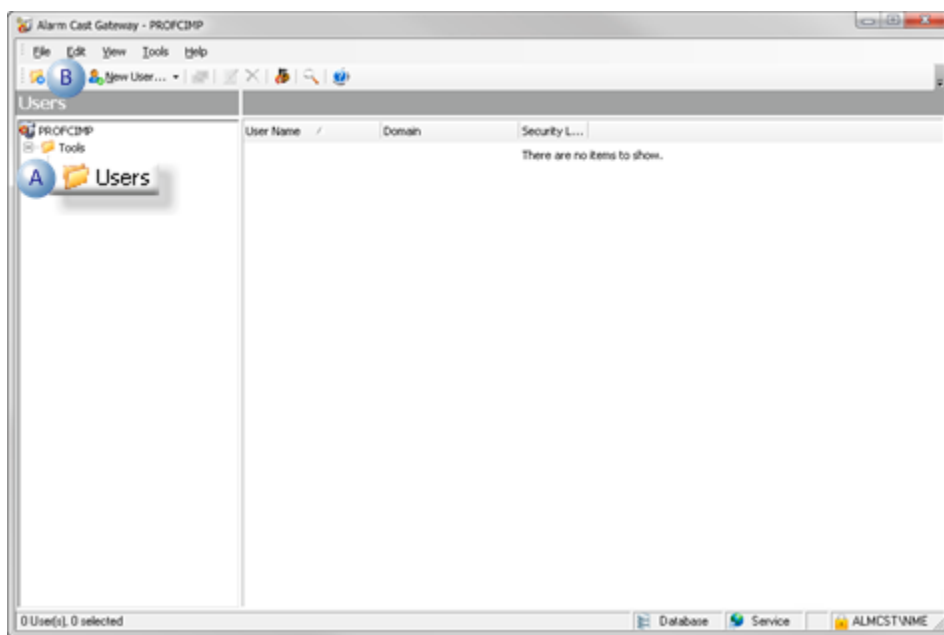 Alarm Cast Gateway - PROFCIMP
File Edit View Tools Help
B New User...
Users
PROFCIMP
Tools
A Users
User Name / Domain Security L...
There are no items to show.
0 User(s), 0 selected
Database Service ALMCST\NME